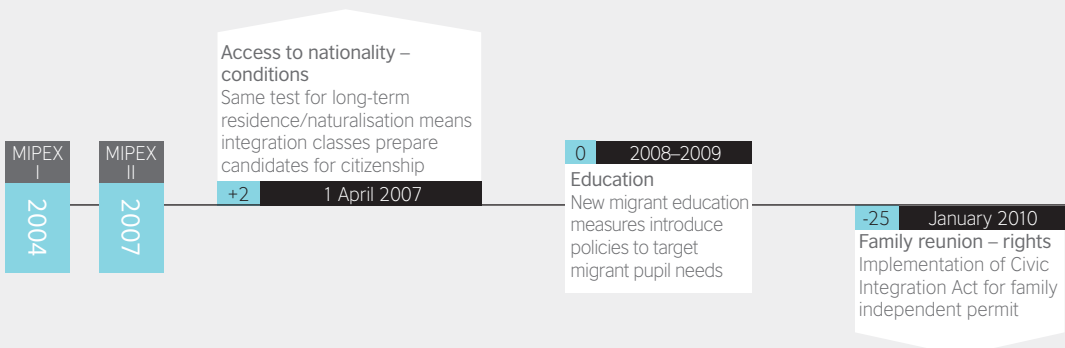 MIPEX
I
2004
MIPEX
II
2007
Access to nationality –
conditions
Same test for long-term
residence/naturalisation means
integration classes prepare
candidates for citizenship
+2 1 April 2007
0 2008–2009
Education
New migrant education
measures introduce
policies to target
migrant pupil needs
-25 January 2010
Family reunion – rights
Implementation of Civic
Integration Act for family
independent permit